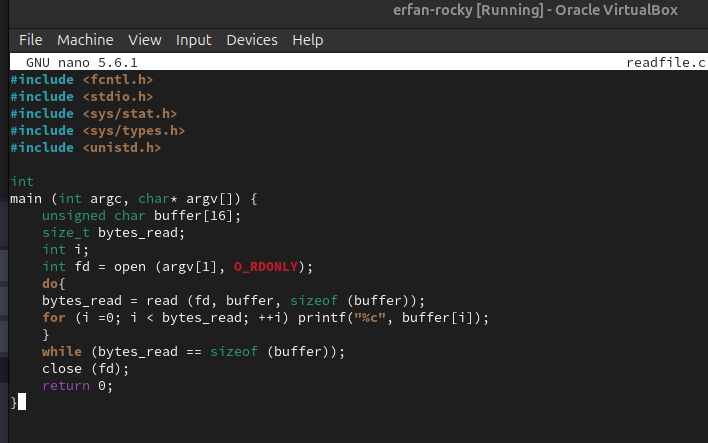 erfan-rocky [Running] - Oracle VirtualBox
File Machine View Input Devices Help
GNU nano 5.6.1 readfile.c
#include <fcntl.h>
#include <stdio.h>
#include <sys/stat.h>
#include <sys/types.h>
#include <unistd.h>

int
main (int argc, char* argv[]) {
    unsigned char buffer[16];
    size_t bytes_read;
    int i;
    int fd = open (argv[1], O_RDONLY);
    do{
    bytes_read = read (fd, buffer, sizeof (buffer));
    for (i =0; i < bytes_read; ++i) printf("%c", buffer[i]);
    }
    while (bytes_read == sizeof (buffer));
    close (fd);
    return 0;
}